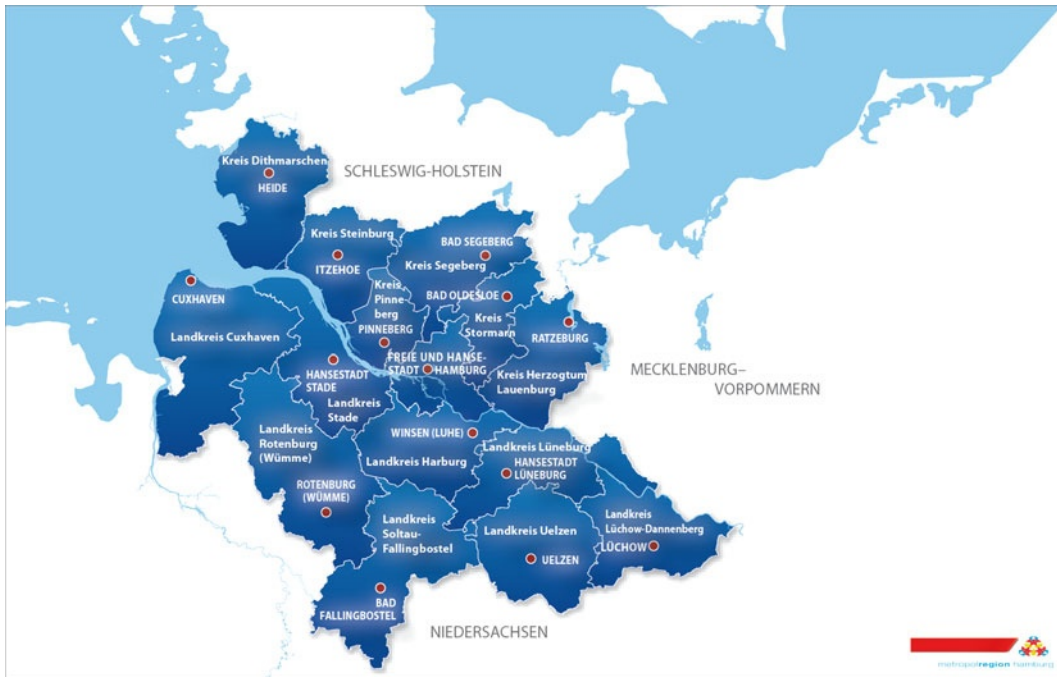 Kreis Dithmarschen
HEIDE
SCHLESWIG-HOLSTEIN
Kreis Steinburg
ITZEHOE
BAD SEGEBERG
Kreis Segeberg
Kreis
Pinne
berg
PINNEBERG
BAD OLDESLOE
Kreis
Stormarn
RATZEBURG
CUXHAVEN
Landkreis Cuxhaven
HANSESTADT
STADE
Landkreis
Stade
FREIE UND HANSE-
STADT HAMBURG
Kreis Herzogtum
Lauenburg
MECKLENBURG–
VORPOMMERN
Landkreis
Rotenburg
(Wümme)
ROTENBURG
(WÜMME)
WINSEN (LUHE)
Landkreis Harburg
Landkreis Lüneburg
HANSESTADT
LÜNEBURG
Landkreis
Soltau-
Fallingbostel
BAD
FALLINGBOSTEL
Landkreis Uelzen
UELZEN
Landkreis
Lüchow-Dannenberg
LÜCHOW
NIEDERSACHSEN
metropolregion hamburg